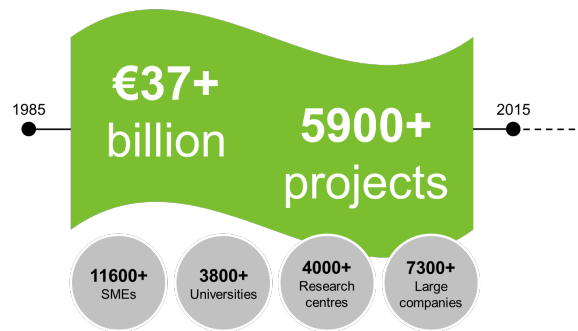 €37+
billion
1985
2015
5900+
projects
11600+
SMEs
3800+
Universities
4000+
Research
centres
7300+
Large
companies